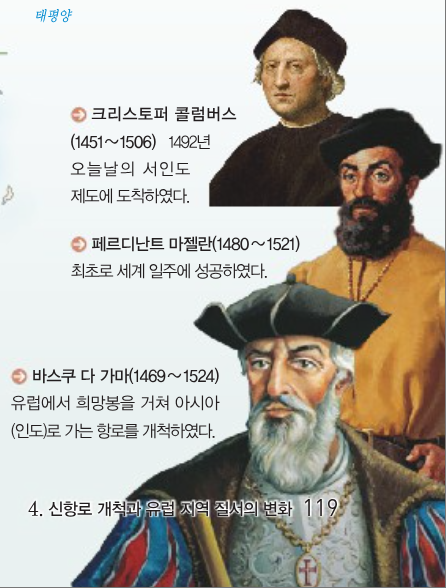 태평양
크리스토퍼 콜럼버스
(1451~1506) 1492년
오늘날의 서인도
제도에 도착하였다.
페르디난트 마젤란(1480~1521)
최초로 세계 일주에 성공하였다.
바스쿠 다 가마(1469~1524)
유럽에서 희망봉을 거쳐 아시아
(인도)로 가는 항로를 개척하였다.
4. 신항로 개척과 유럽 지역 질서의 변화 119